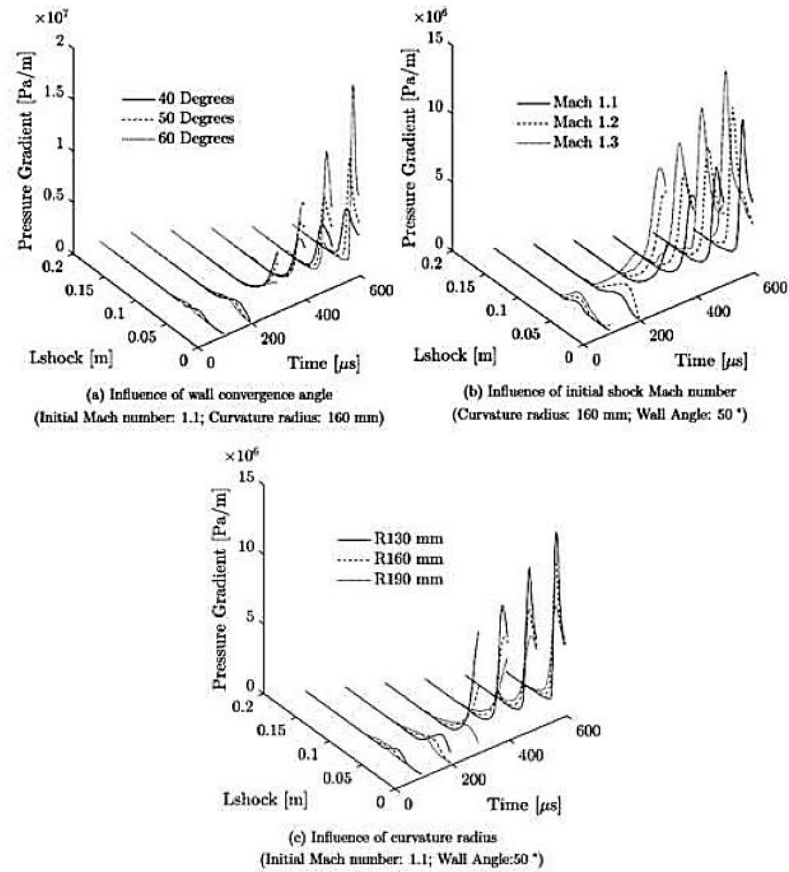 ×10⁷
2
1.5
1
0.5
0
Pressure Gradient [Pa/m]
40 Degrees
50 Degrees
60 Degrees
0.2
0.15
0.1
0.05
0
Lshock [m]
0
200
400
600
Time [µs]
(a) Influence of wall convergence angle
(Initial Mach number: 1.1; Curvature radius: 160 mm)
×10⁶
15
10
5
0
Pressure Gradient [Pa/m]
Mach 1.1
Mach 1.2
Mach 1.3
0.2
0.15
0.1
0.05
0
Lshock [m]
0
200
400
600
Time [µs]
(b) Influence of initial shock Mach number
(Curvature radius: 160 mm; Wall Angle: 50 °)
×10⁶
15
10
5
0
Pressure Gradient [Pa/m]
R130 mm
R160 mm
R190 mm
0.2
0.15
0.1
0.05
0
Lshock [m]
0
200
400
600
Time [µs]
(c) Influence of curvature radius
(Initial Mach number: 1.1; Wall Angle:50 °)